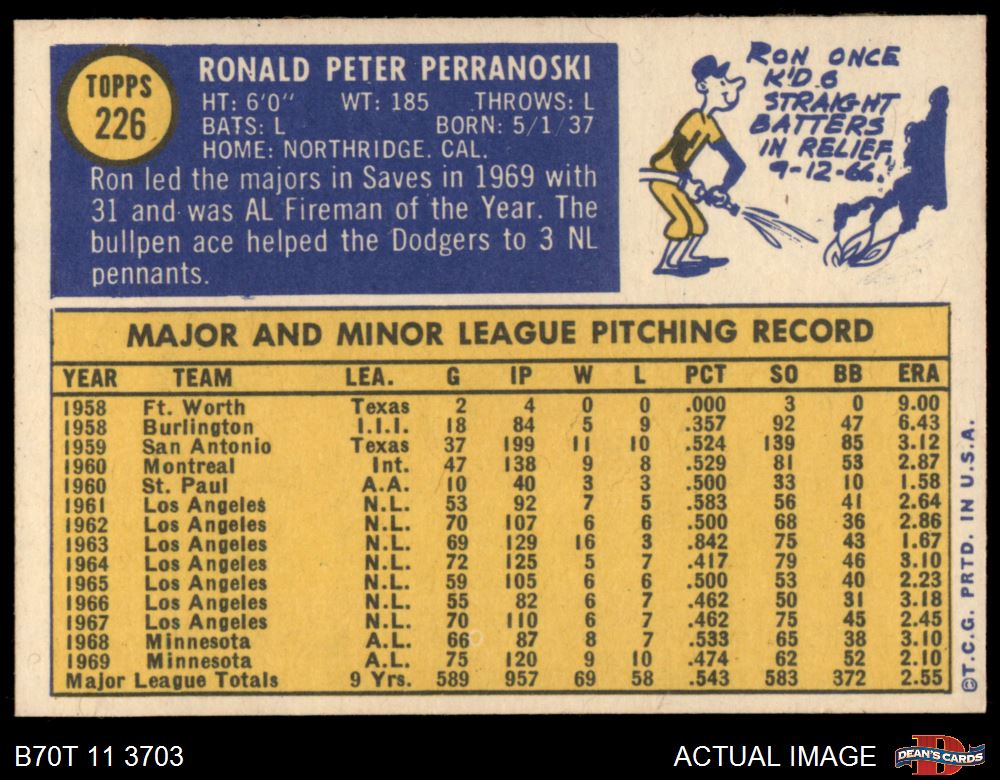 TOPPS
226
RONALD PETER PERRANOSKI
HT: 6'0" WT: 185 THROWS: L
BATS: L BORN: 5/1/37
HOME: NORTHRIDGE. CAL.
Ron led the majors in Saves in 1969 with
31 and was AL Fireman of the Year. The
bullpen ace helped the Dodgers to 3 NL
pennants.
RON ONCE
K'D 6
STRAIGHT
BATTERS
IN RELIEF,
9-12-66.
MAJOR AND MINOR LEAGUE PITCHING RECORD
YEAR TEAM LEA. G IP W L PCT SO BB ERA
1958 Ft. Worth Texas 2 4 0 0 .000 3 0 9.00
1958 Burlington I.I.I. 18 84 5 9 .357 92 47 6.43
1959 San Antonio Texas 37 199 11 10 .524 139 85 3.12
1960 Montreal Int. 47 138 9 8 .529 81 53 2.87
1960 St. Paul A.A. 10 40 3 3 .500 33 10 1.58
1961 Los Angeles N.L. 53 92 7 5 .583 56 41 2.64
1962 Los Angeles N.L. 70 107 6 6 .500 68 36 2.86
1963 Los Angeles N.L. 69 129 16 3 .842 75 43 1.67
1964 Los Angeles N.L. 72 125 5 7 .417 79 46 3.10
1965 Los Angeles N.L. 59 105 6 6 .500 53 40 2.23
1966 Los Angeles N.L. 55 82 6 7 .462 50 31 3.18
1967 Los Angeles N.L. 70 110 6 7 .462 75 45 2.45
1968 Minnesota A.L. 66 87 8 7 .533 65 38 3.10
1969 Minnesota A.L. 75 120 9 10 .474 62 52 2.10
Major League Totals 9 Yrs. 589 957 69 58 .543 583 372 2.55
©T.C.G. PRTD. IN U.S.A.
B70T 11 3703
ACTUAL IMAGE
DEAN'S CARDS